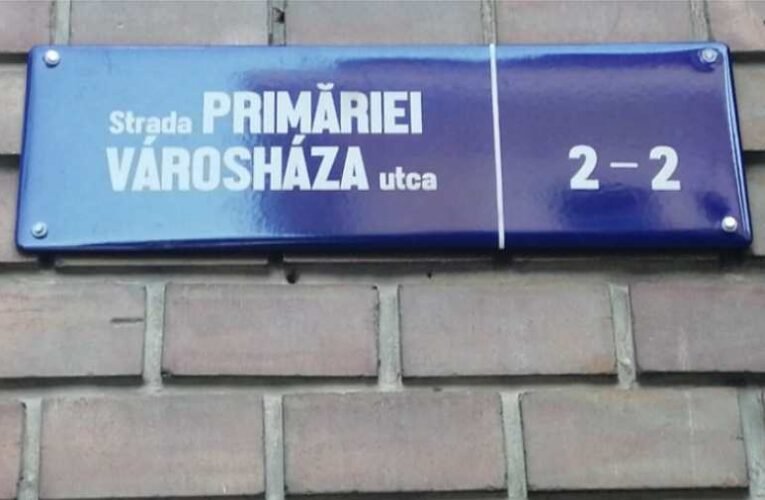 Strada PRIMĂRIEI
VÁROSHÁZA utca
2 – 2